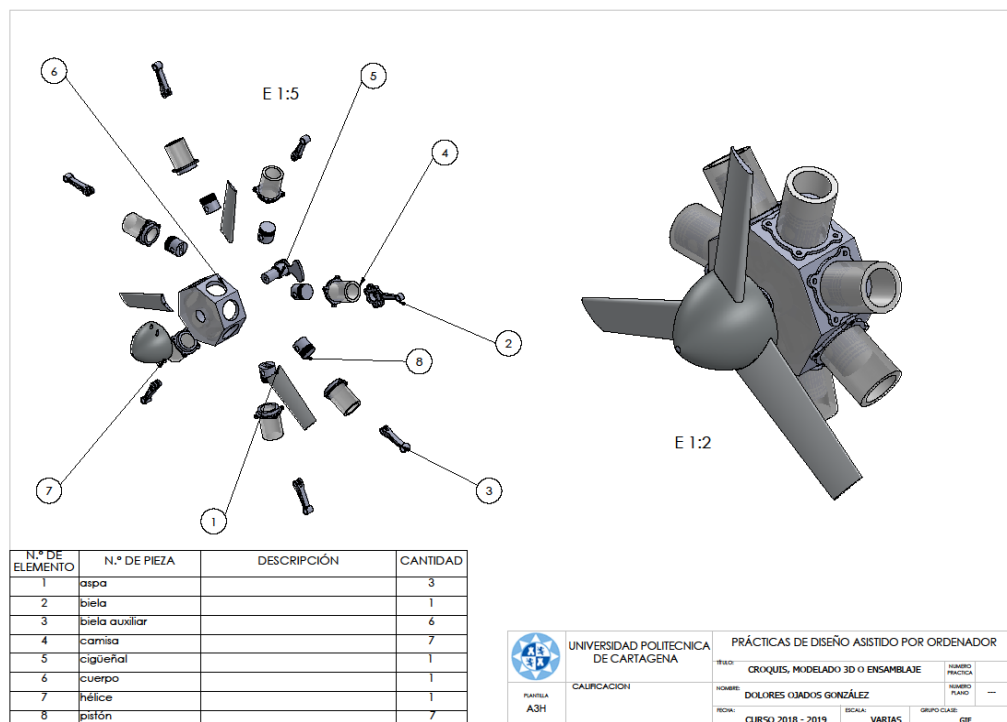 6
E 1:5
5
4
2
8
7
1
3
E 1:2
N.º DE ELEMENTO N.º DE PIEZA DESCRIPCIÓN CANTIDAD
1 aspa 3
2 biela 1
3 biela auxiliar 6
4 camisa 7
5 cigüeñal 1
6 cuerpo 1
7 hélice 1
8 pistón 7
UNIVERSIDAD POLITECNICA
DE CARTAGENA
PRÁCTICAS DE DISEÑO ASISTIDO POR ORDENADOR
TÍTULO: CROQUIS, MODELADO 3D O ENSAMBLAJE
NUMERO
PRACTICA
PLANTILLA
A3H
CALIFICACION
NOMBRE: DOLORES OJADOS GONZÁLEZ
NUMERO
PLANO
---
FECHA: CURSO 2018 - 2019
ESCALA: VARIAS
GRUPO CLASE: GIE